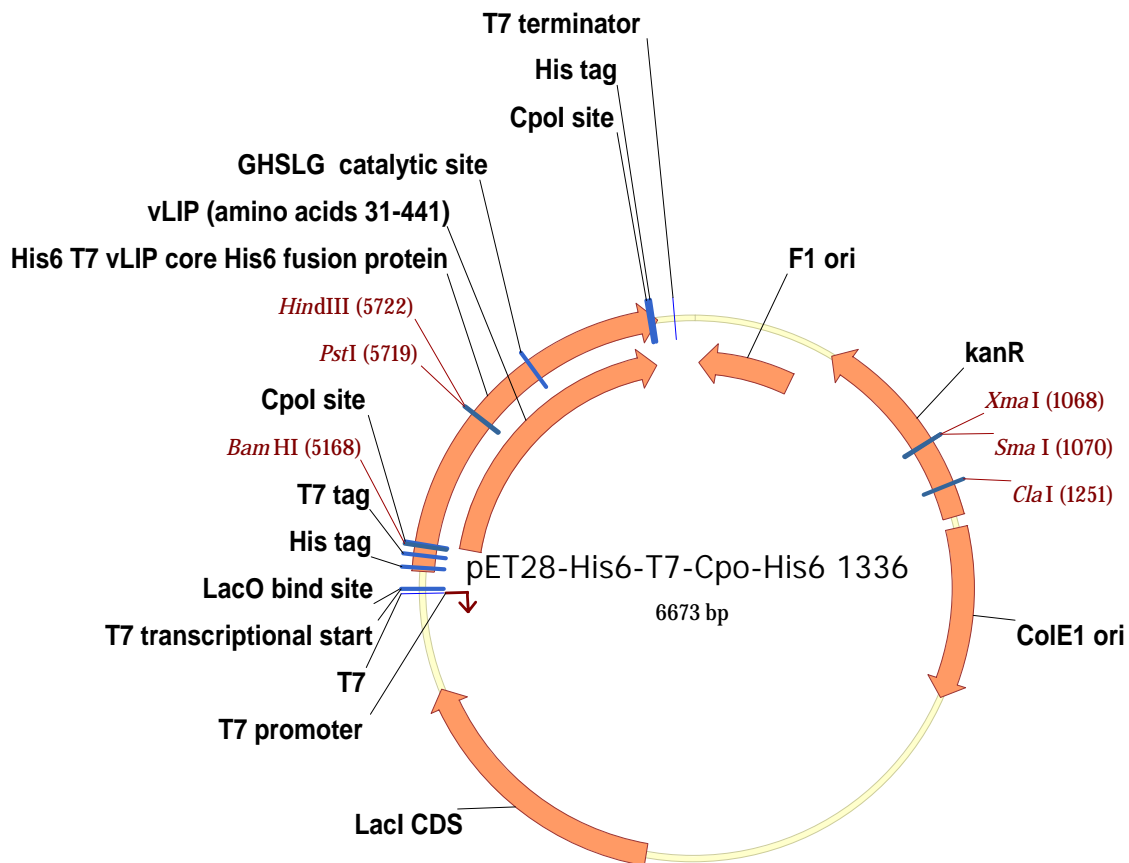 T7 terminator
His tag
CpoI site
GHSLG catalytic site
vLIP (amino acids 31-441)
His6 T7 vLIP core His6 fusion protein
F1 ori
HindIII (5722)
kanR
PstI (5719)
XmaI (1068)
CpoI site
SmaI (1070)
BamHI (5168)
ClaI (1251)
T7 tag
His tag
pET28-His6-T7-Cpo-His6 1336
LacO bind site
6673 bp
T7 transcriptional start
ColE1 ori
T7
T7 promoter
LacI CDS